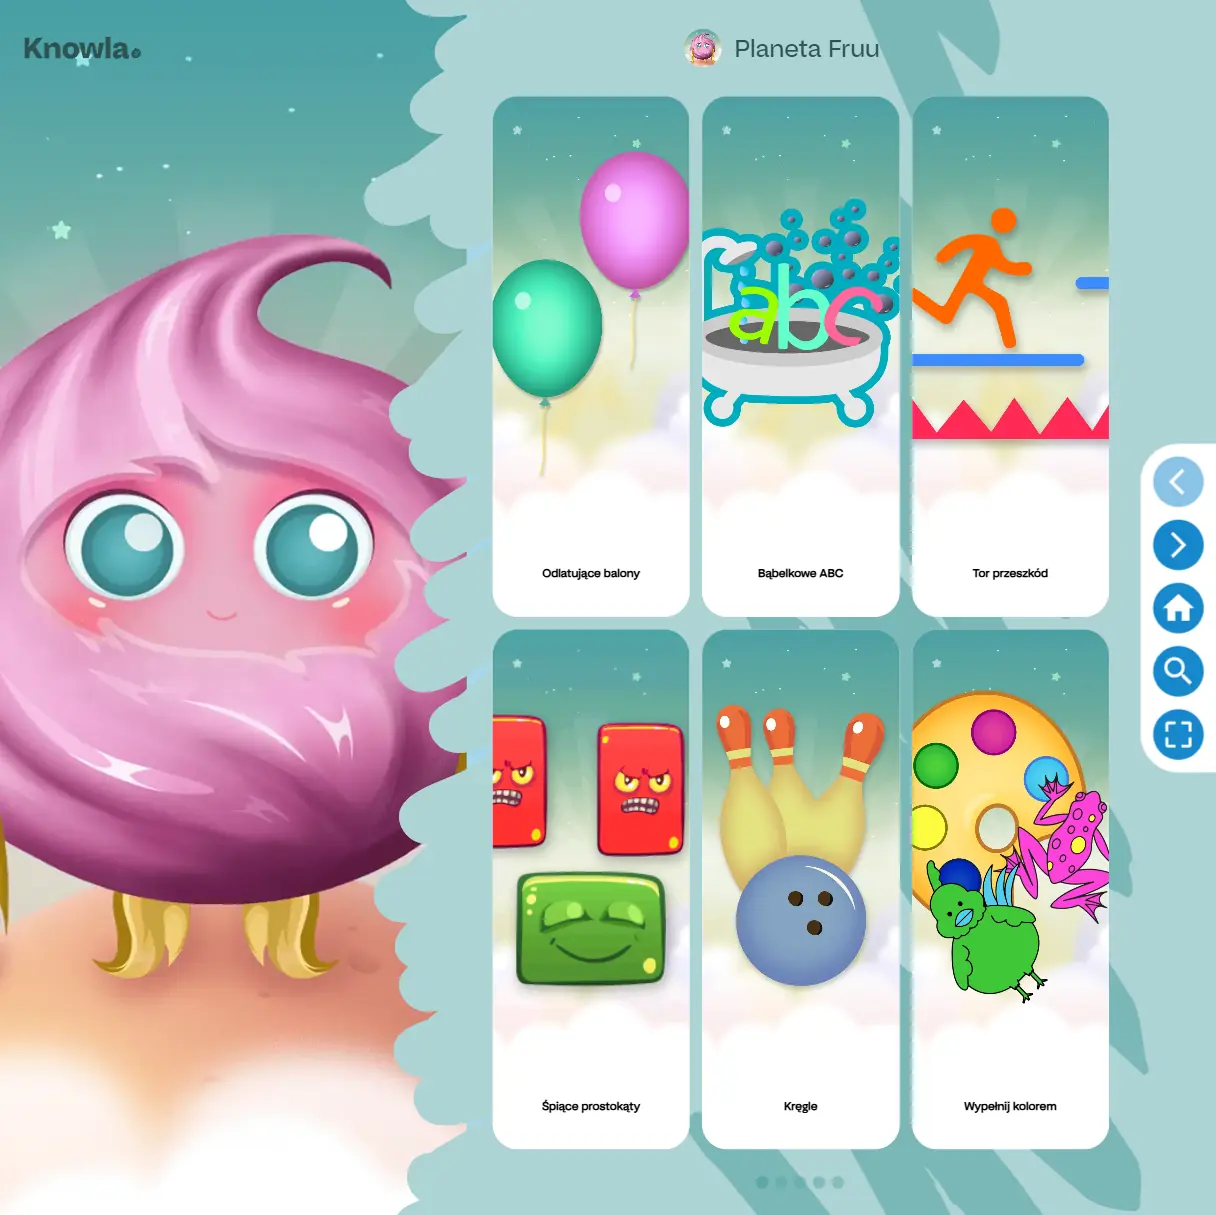 Knowla
Planeta Fruu
Odlatujące balony
Bąbelkowe ABC
abc
Tor przeszkód
Śpiące prostokąty
Kręgle
Wypełnij kolorem